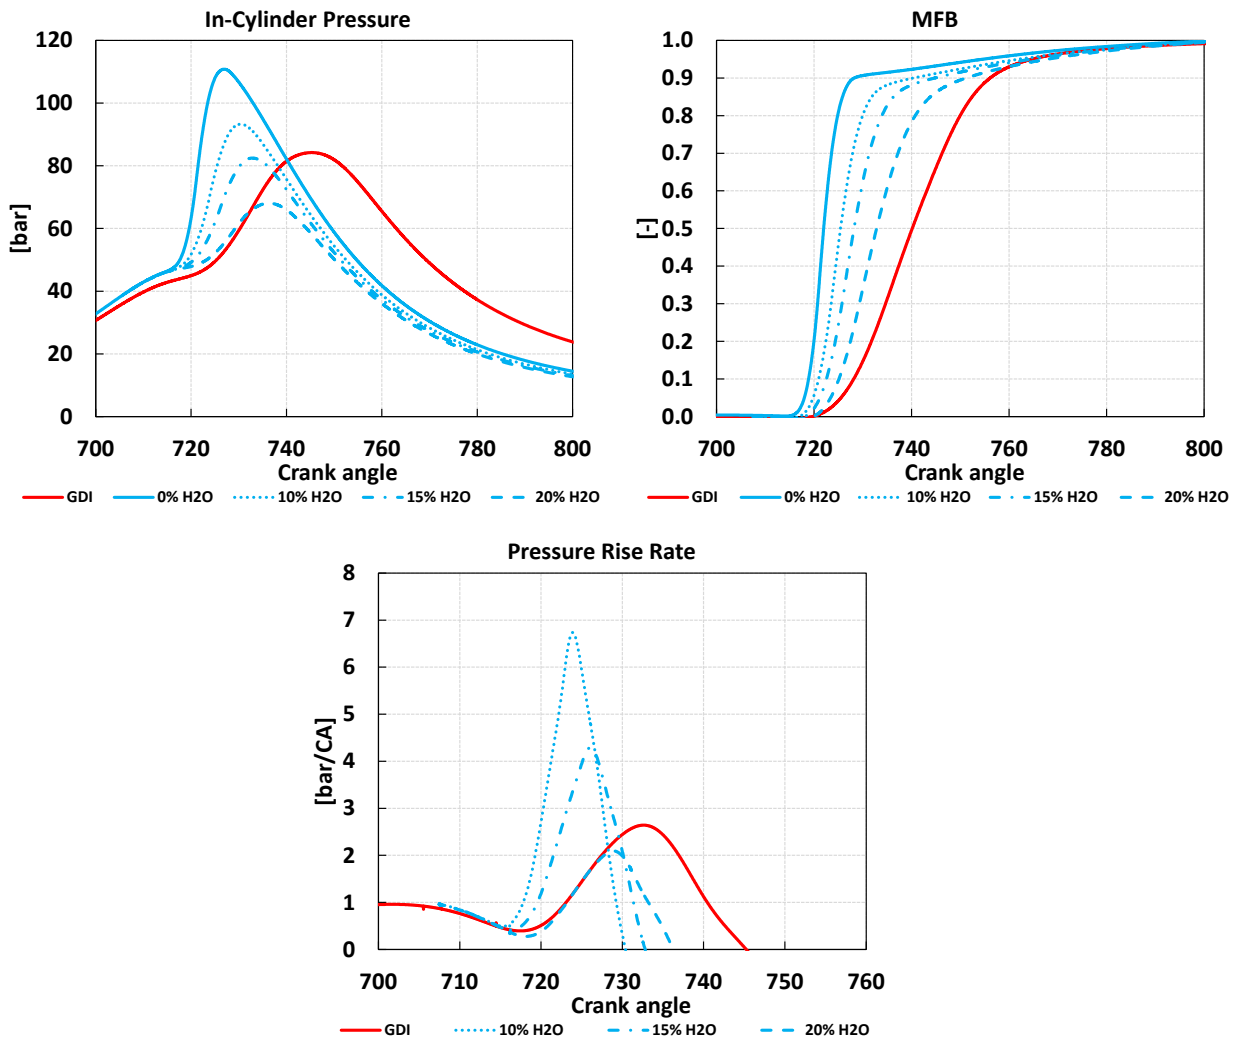 In-Cylinder Pressure
120
100
80
60
40
20
0
[bar]
700 720 740 760 780 800
Crank angle
GDI 0% H2O 10% H2O 15% H2O 20% H2O
MFB
1.0
0.9
0.8
0.7
0.6
0.5
0.4
0.3
0.2
0.1
0.0
[-]
700 720 740 760 780 800
Crank angle
GDI 0% H2O 10% H2O 15% H2O 20% H2O
Pressure Rise Rate
8
7
6
5
4
3
2
1
0
[bar/CA]
700 710 720 730 740 750 760
Crank angle
GDI 10% H2O 15% H2O 20% H2O